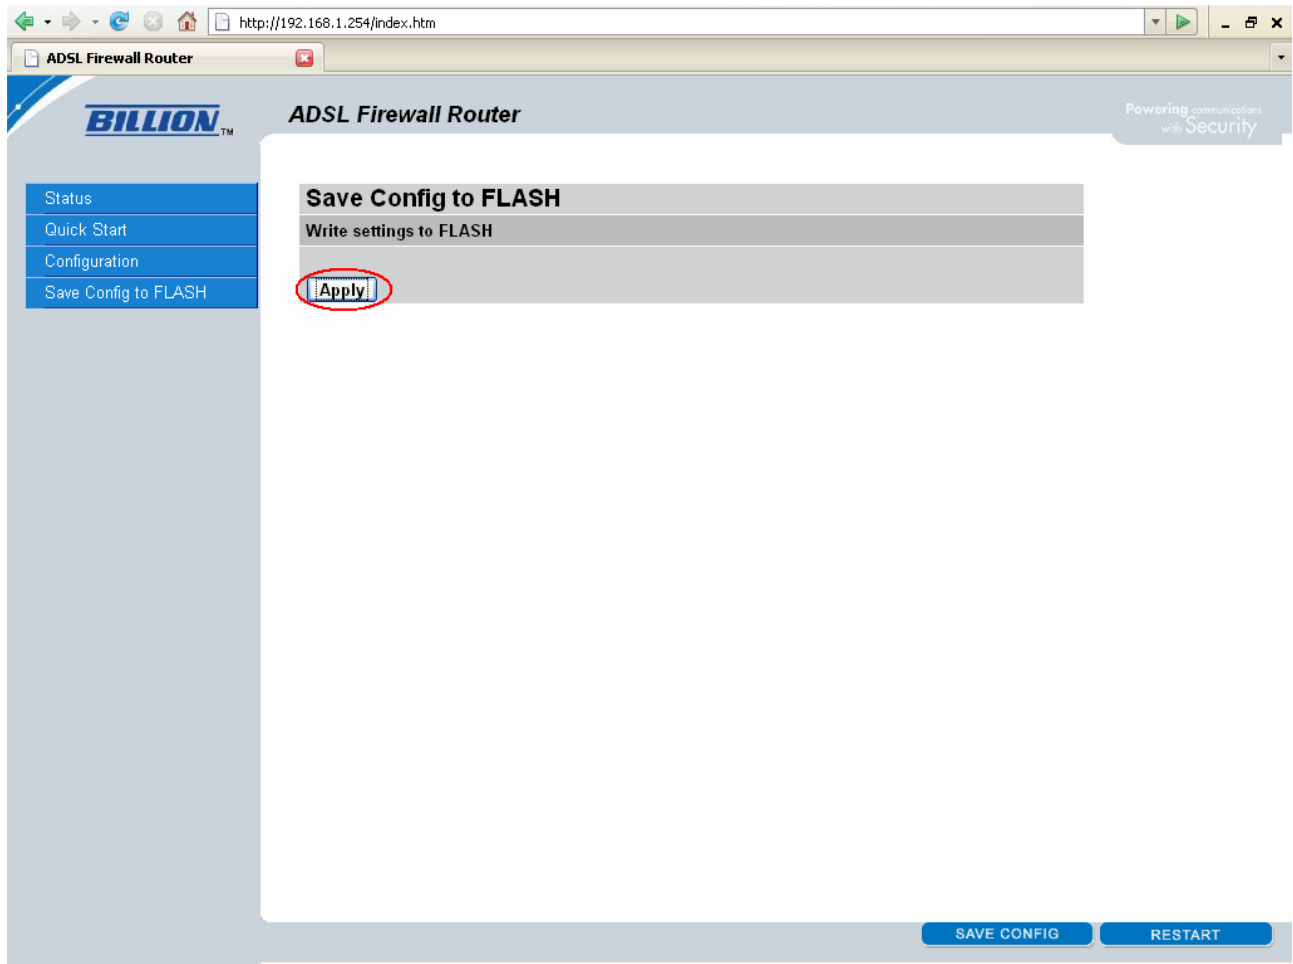 http://192.168.1.254/index.htm
ADSL Firewall Router
BILLION TM
ADSL Firewall Router
Powering communications
with Security
Status
Quick Start
Configuration
Save Config to FLASH
Save Config to FLASH
Write settings to FLASH
Apply
SAVE CONFIG
RESTART